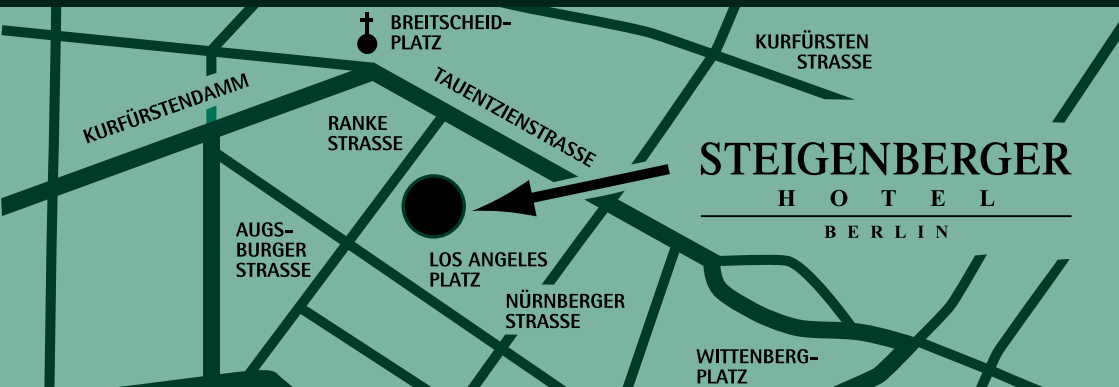 BREITSCHEID-
PLATZ
KURFÜRSTEN
STRASSE
KURFÜRSTENDAMM
TAUENTZIENSTRASSE
RANKE
STRASSE
STEIGENBERGER
HOTEL
BERLIN
AUGS-
BURGER
STRASSE
LOS ANGELES
PLATZ
NÜRNBERGER
STRASSE
WITTENBERG-
PLATZ